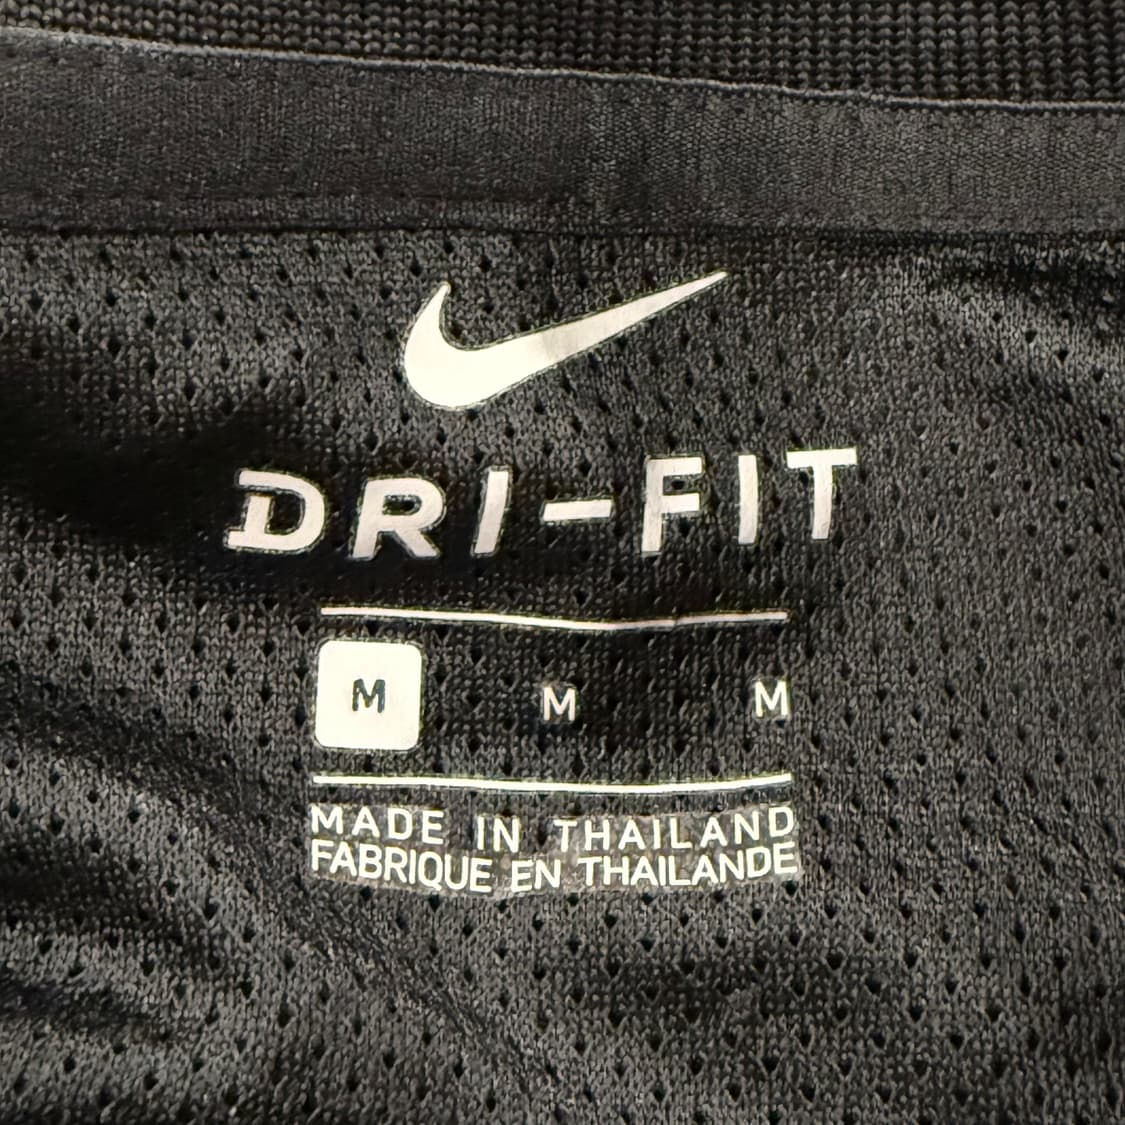 DRI-FIT
M M M
MADE IN THAILAND
FABRIQUE EN THAILANDE